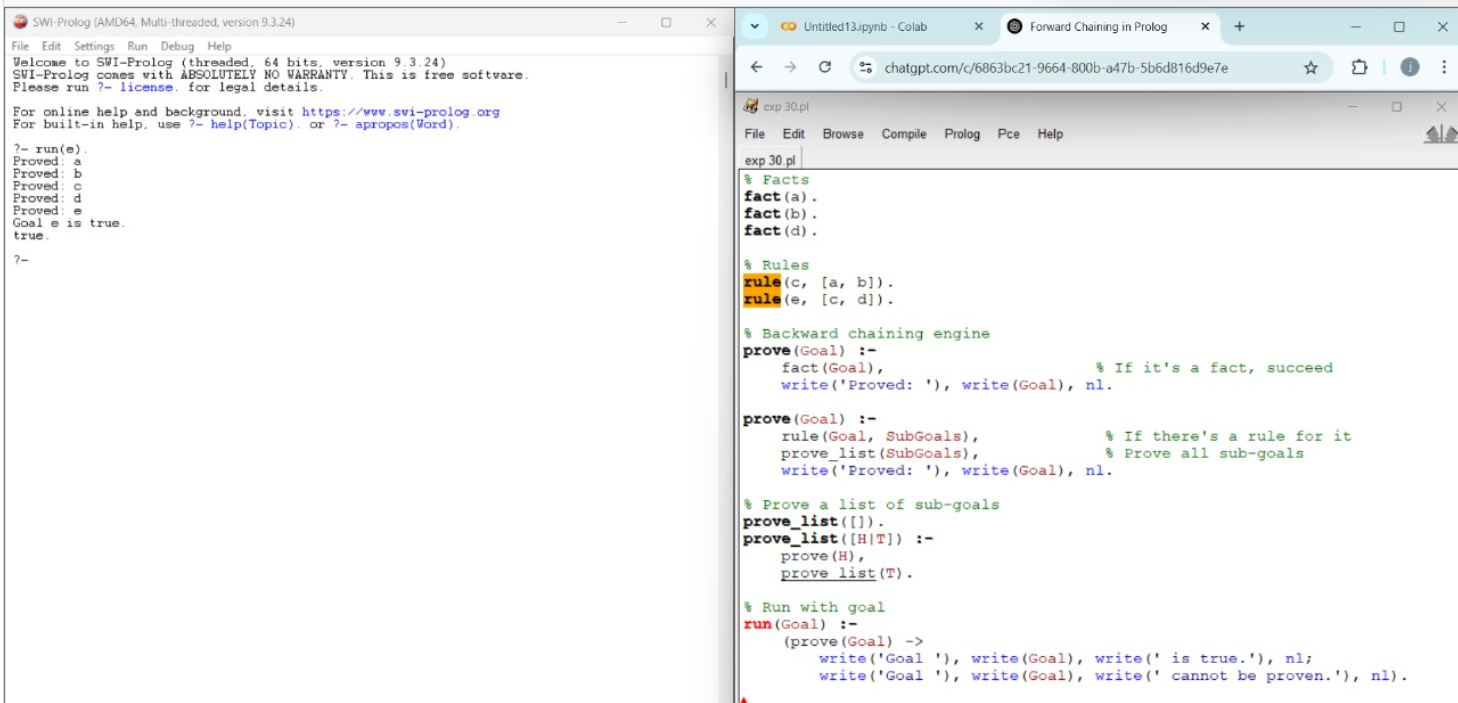 SWI-Prolog (AMD64, Multi-threaded, version 9.3.24)
File Edit Settings Run Debug Help
Welcome to SWI-Prolog (threaded, 64 bits, version 9.3.24)
SWI-Prolog comes with ABSOLUTELY NO WARRANTY. This is free software.
Please run ?- license. for legal details.

For online help and background, visit https://www.swi-prolog.org
For built-in help, use ?- help(Topic). or ?- apropos(Word).

?- run(e).
Proved: a
Proved: b
Proved: c
Proved: d
Proved: e
Goal e is true.
true.

?-
Untitled13.ipynb - Colab
Forward Chaining in Prolog
chatgpt.com/c/6863bc21-9664-800b-a47b-5b6d816d9e7e
exp 30.pl
File Edit Browse Compile Prolog Pce Help
exp 30.pl
% Facts
fact(a).
fact(b).
fact(d).

% Rules
rule(c, [a, b]).
rule(e, [c, d]).

% Backward chaining engine
prove(Goal) :-
    fact(Goal), % If it's a fact, succeed
    write('Proved: '), write(Goal), nl.

prove(Goal) :-
    rule(Goal, SubGoals), % If there's a rule for it
    prove_list(SubGoals), % Prove all sub-goals
    write('Proved: '), write(Goal), nl.

% Prove a list of sub-goals
prove_list([]).
prove_list([H|T]) :-
    prove(H),
    prove_list(T).

% Run with goal
run(Goal) :-
    (prove(Goal) ->
        write('Goal '), write(Goal), write(' is true.'), nl;
        write('Goal '), write(Goal), write(' cannot be proven.'), nl).